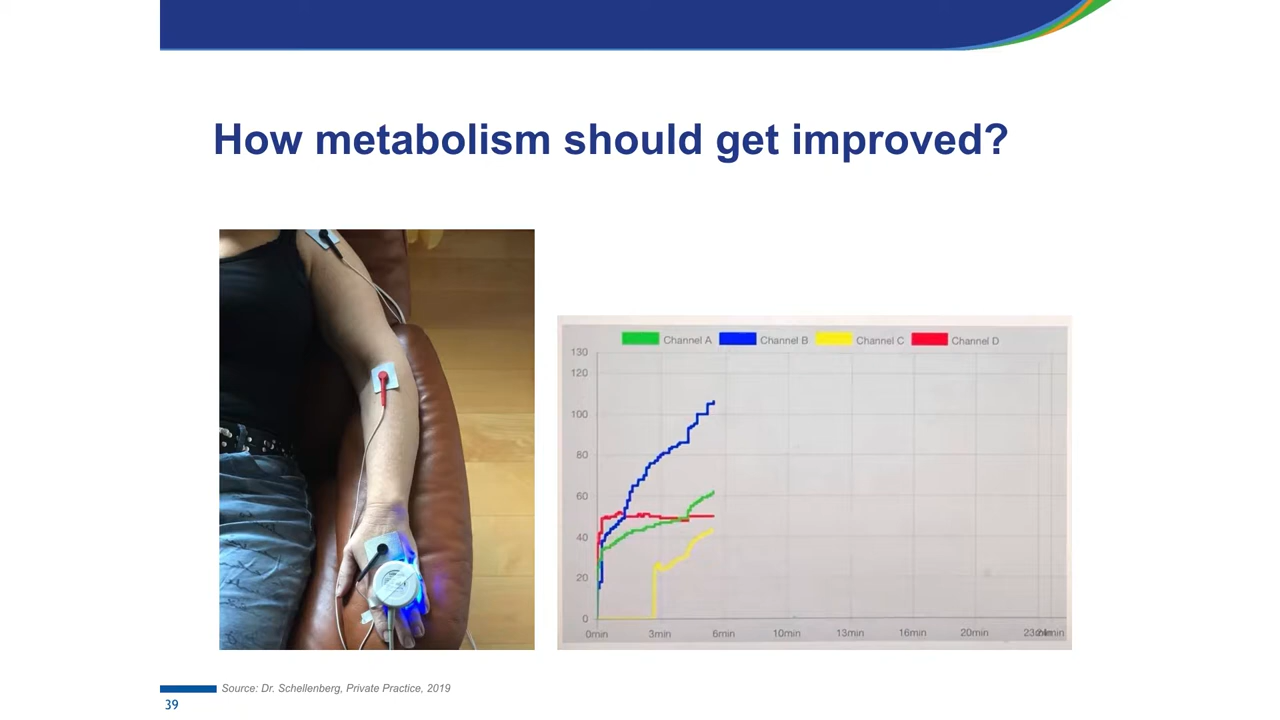 How metabolism should get improved?
Channel A Channel B Channel C Channel D
130
120
100
80
60
40
20
0
0min 3min 6min 10min 13min 16min 20min 23min 24min
Source: Dr. Schellenberg, Private Practice, 2019
39